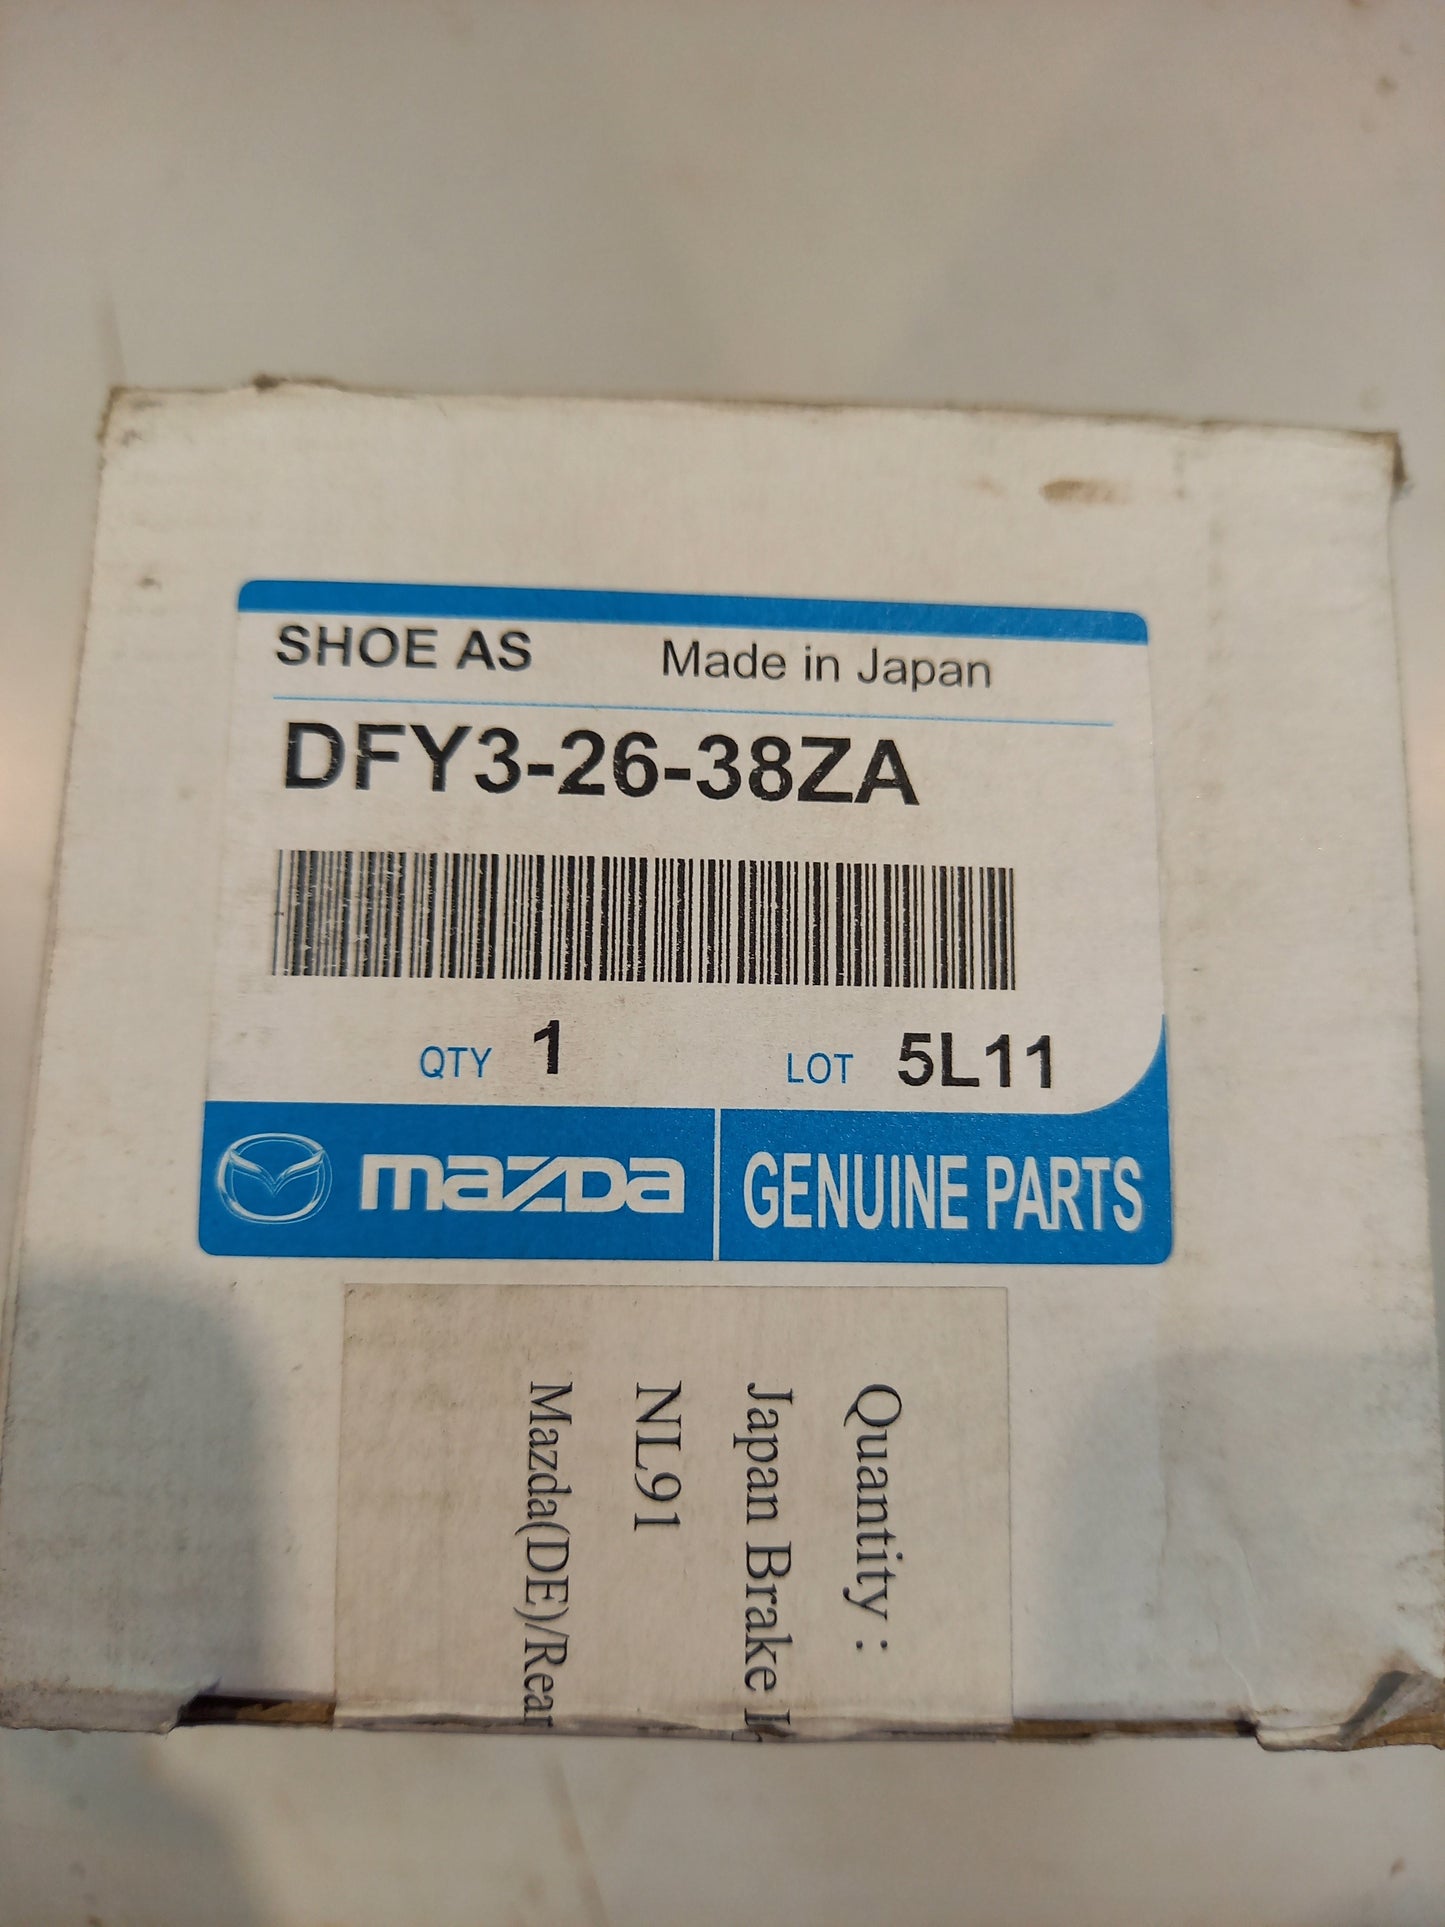 SHOE AS Made in Japan
DFY3-26-38ZA
QTY 1 LOT 5L11
mazda GENUINE PARTS
Quantity :
Japan Brake
NL91
Mazda(DE)/Rear